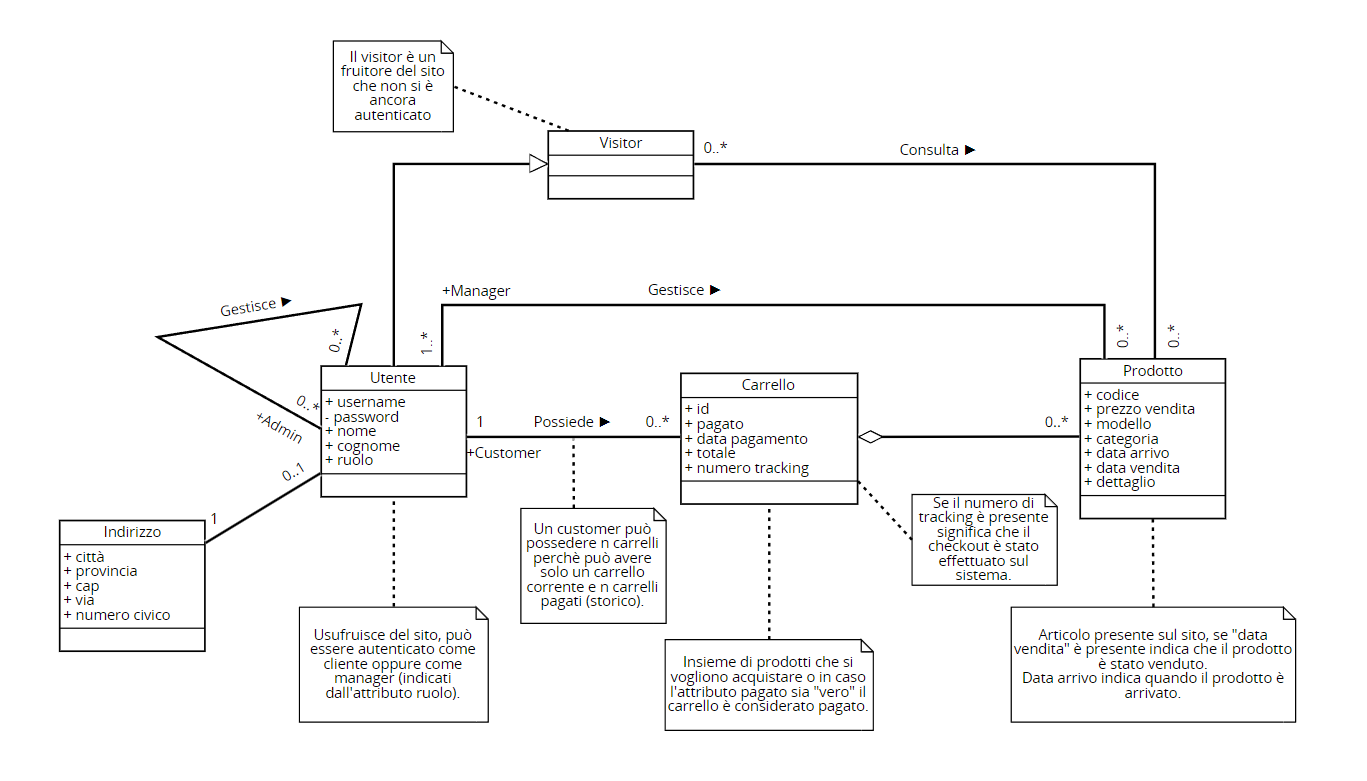 Il visitor è un
fruitore del sito
che non si è
ancora
autenticato
Visitor
0..*
Consulta ►
+Manager
Gestisce ►
Gestisce ►
0..*
1..*
0..*
0..*
Utente
+ username
- password
+ nome
+ cognome
+ ruolo
0..*
+Admin
0..1
1
Possiede ►
0..*
+Customer
Carrello
+ id
+ pagato
+ data pagamento
+ totale
+ numero tracking
0..*
Prodotto
+ codice
+ prezzo vendita
+ modello
+ categoria
+ data arrivo
+ data vendita
+ dettaglio
1
Indirizzo
+ città
+ provincia
+ cap
+ via
+ numero civico
Un customer può
possedere n carrelli
perchè può avere
solo un carrello
corrente e n carrelli
pagati (storico).
Se il numero di
tracking è presente
significa che il
checkout è stato
effettuato sul
sistema.
Usufruisce del sito, può
essere autenticato come
cliente oppure come
manager (indicati
dall'attributo ruolo).
Insieme di prodotti che si
vogliono acquistare o in caso
l'attributo pagato sia "vero" il
carrello è considerato pagato.
Articolo presente sul sito, se "data
vendita" è presente indica che il prodotto
è stato venduto.
Data arrivo indica quando il prodotto è
arrivato.